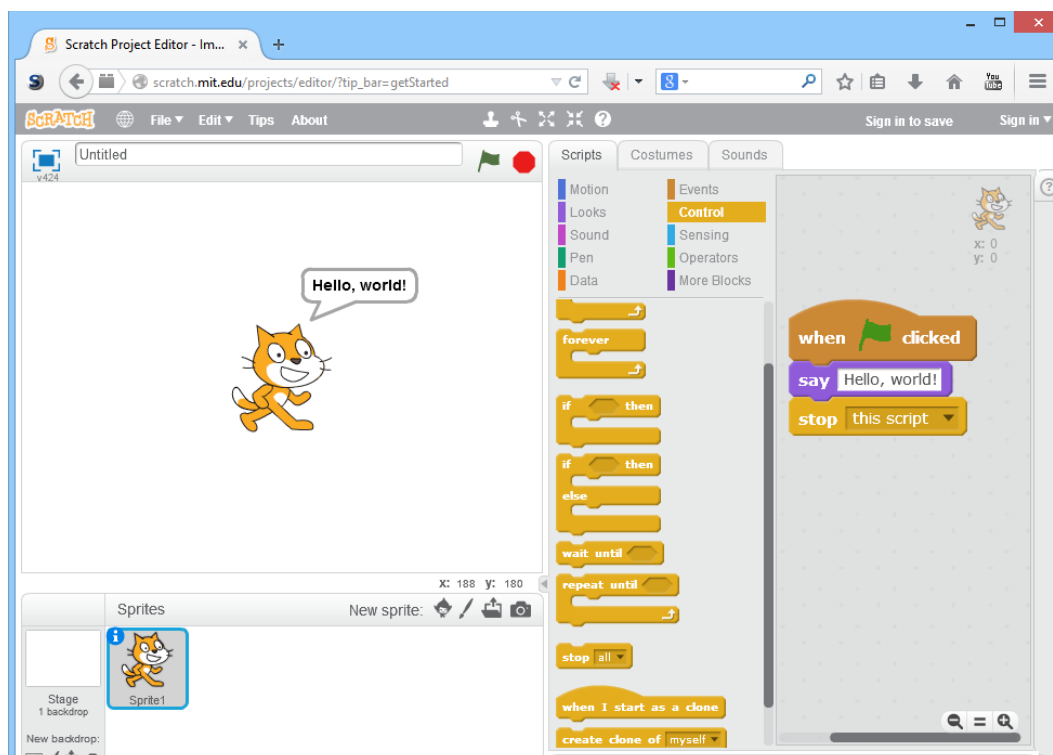 Scratch Project Editor - Im...
scratch.mit.edu/projects/editor/?tip_bar=getStarted
You
Tube
SCRATCH File Edit Tips About Sign in to save Sign in
v424
Untitled
Scripts Costumes Sounds
Motion Events
Looks Control
Sound Sensing
Pen Operators
Data More Blocks
x: 0
y: 0
Hello, world!
when clicked
say Hello, world!
stop this script
forever
if then
if then
else
wait until
repeat until
stop all
when I start as a clone
create clone of myself
X: 188 y: 180
Sprites New sprite:
Sprite1
Stage
1 backdrop
New backdrop: